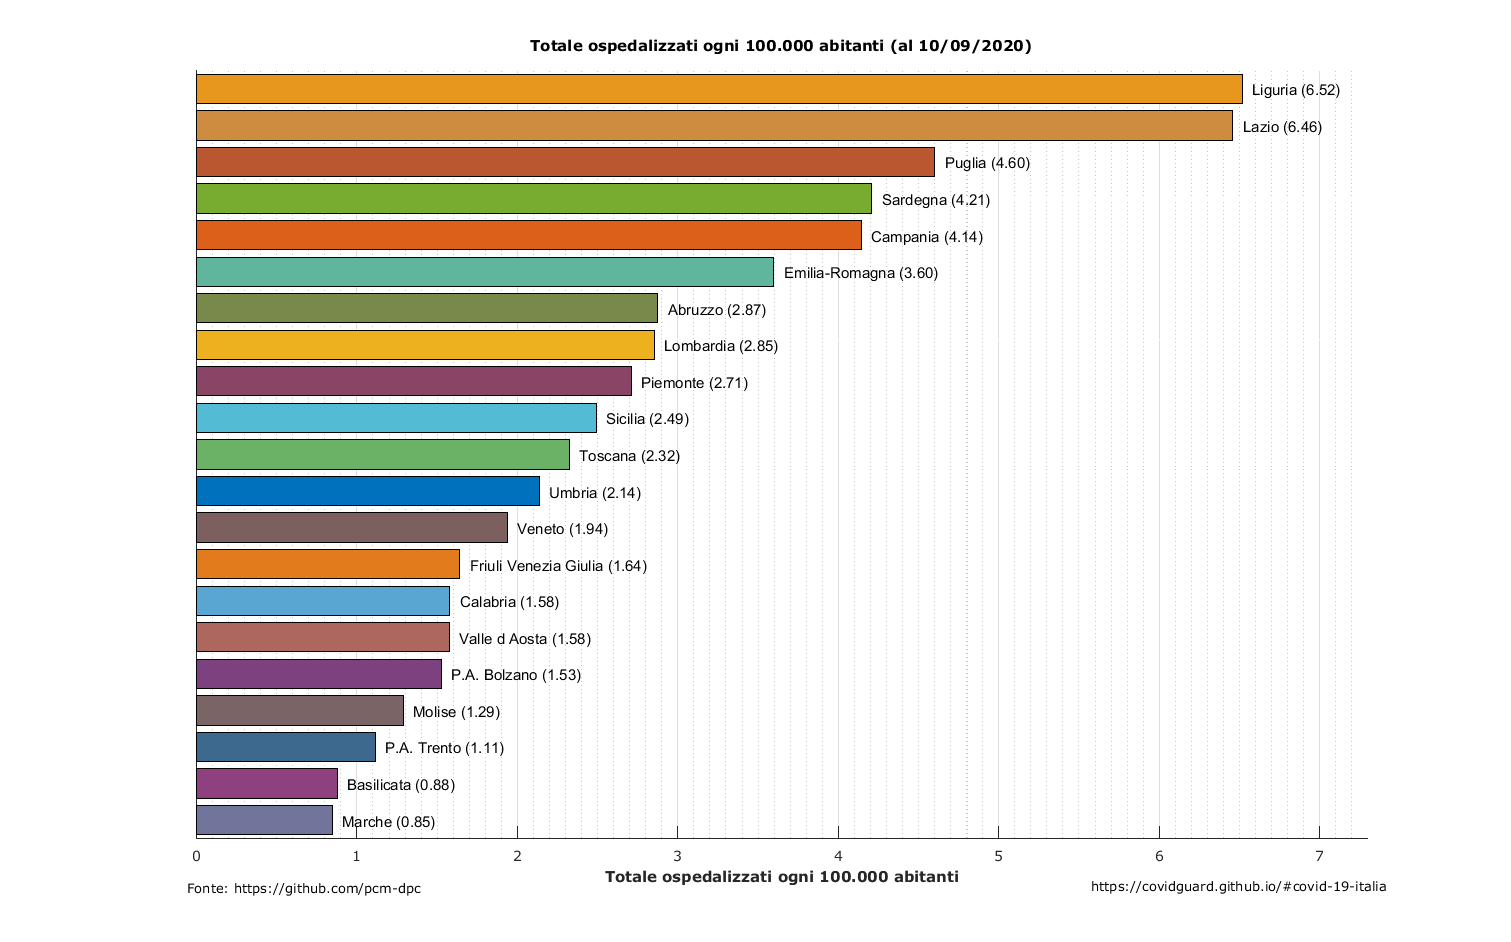 Totale ospedalizzati ogni 100.000 abitanti (al 10/09/2020)
Liguria (6.52)
Lazio (6.46)
Puglia (4.60)
Sardegna (4.21)
Campania (4.14)
Emilia-Romagna (3.60)
Abruzzo (2.87)
Lombardia (2.85)
Piemonte (2.71)
Sicilia (2.49)
Toscana (2.32)
Umbria (2.14)
Veneto (1.94)
Friuli Venezia Giulia (1.64)
Calabria (1.58)
Valle d Aosta (1.58)
P.A. Bolzano (1.53)
Molise (1.29)
P.A. Trento (1.11)
Basilicata (0.88)
Marche (0.85)
0 1 2 3 4 5 6 7
Totale ospedalizzati ogni 100.000 abitanti
Fonte: https://github.com/pcm-dpc
https://covidguard.github.io/#covid-19-italia